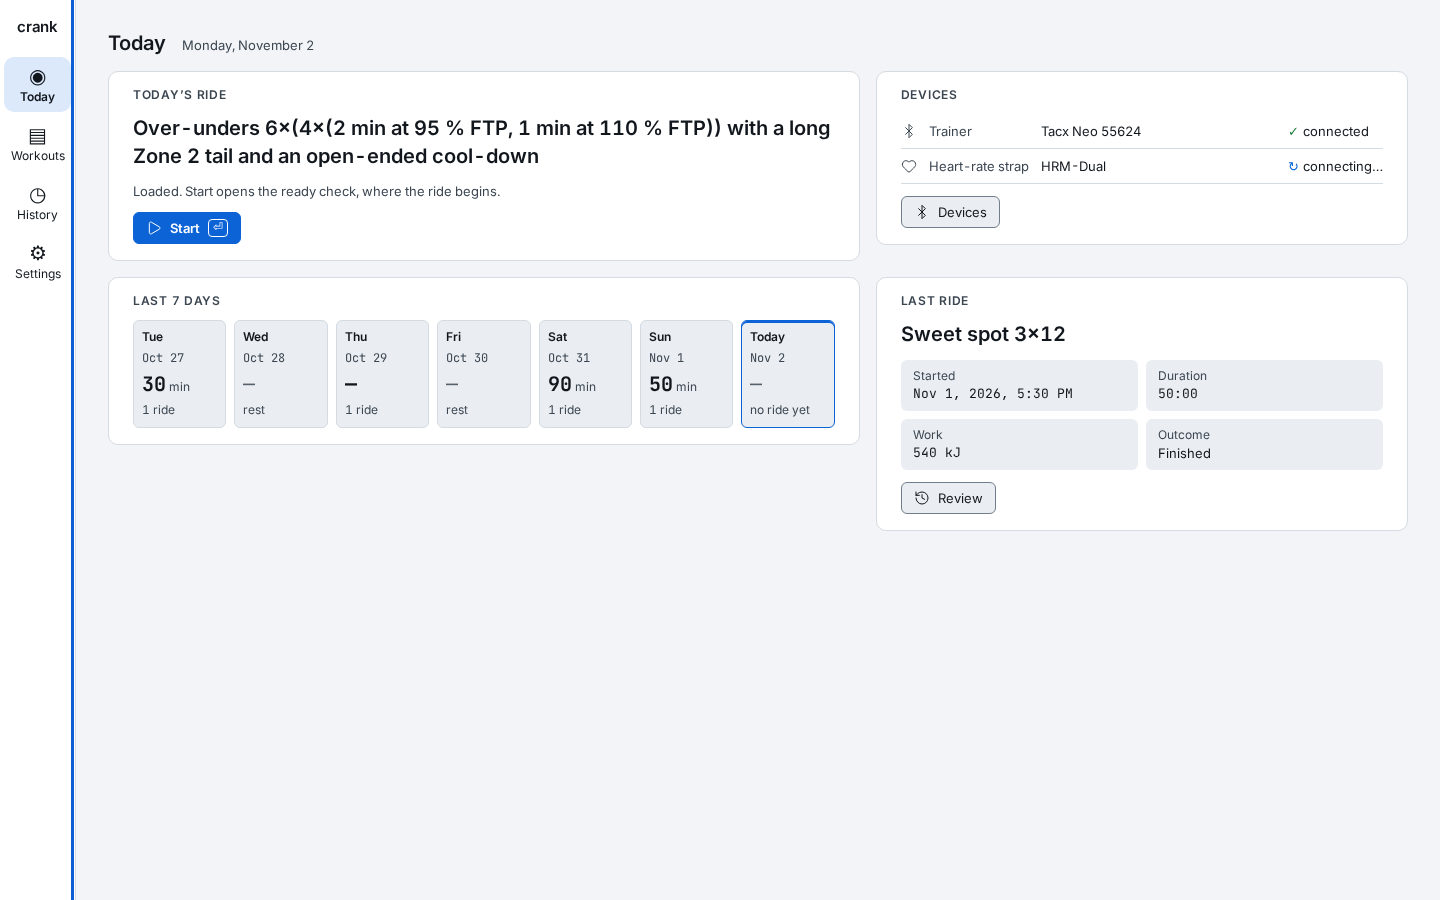 crank
Today
Workouts
History
Settings
Today Monday, November 2
TODAY'S RIDE
Over-unders 6×(4×(2 min at 95 % FTP, 1 min at 110 % FTP)) with a long
Zone 2 tail and an open-ended cool-down
Loaded. Start opens the ready check, where the ride begins.
Start ⏎
DEVICES
Trainer Tacx Neo 55624 ✓ connected
Heart-rate strap HRM-Dual ↻ connecting…
Devices
LAST 7 DAYS
Tue
Oct 27
30 min
1 ride
Wed
Oct 28
—
rest
Thu
Oct 29
—
1 ride
Fri
Oct 30
—
rest
Sat
Oct 31
90 min
1 ride
Sun
Nov 1
50 min
1 ride
Today
Nov 2
—
no ride yet
LAST RIDE
Sweet spot 3×12
Started
Nov 1, 2026, 5:30 PM
Duration
50:00
Work
540 kJ
Outcome
Finished
Review